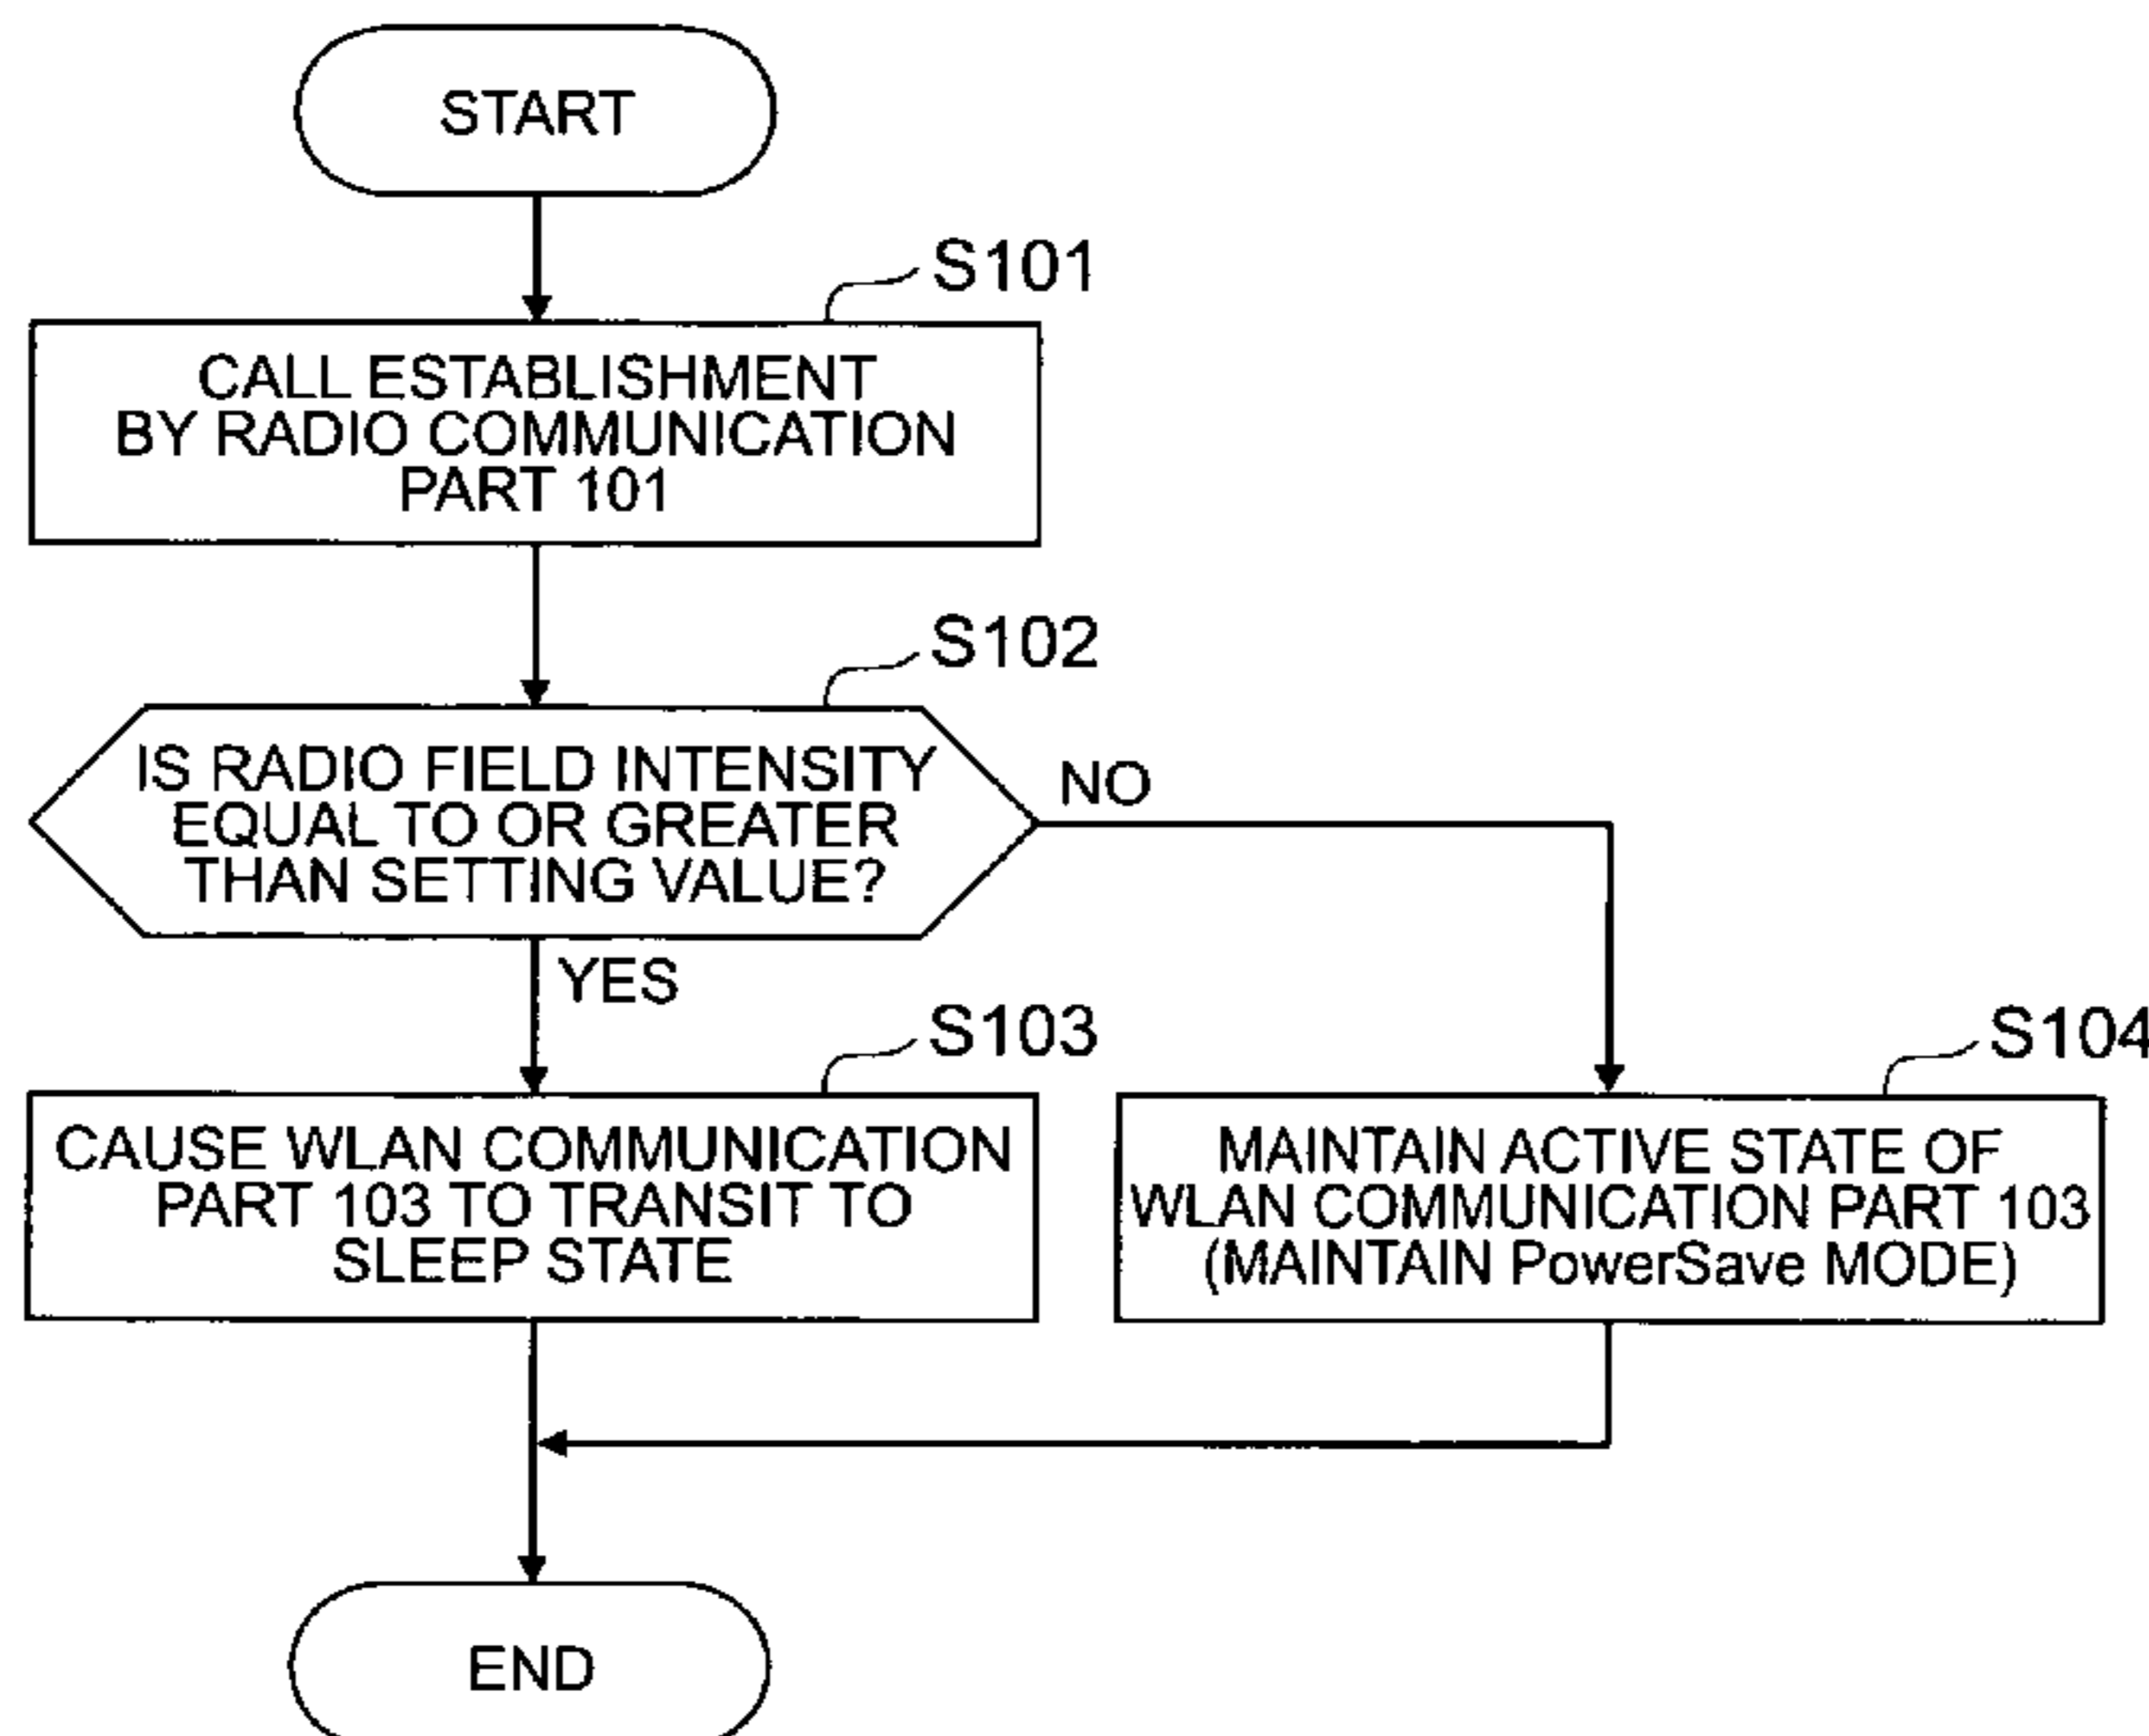 START
S101
CALL ESTABLISHMENT
BY RADIO COMMUNICATION
PART 101
S102
IS RADIO FIELD INTENSITY
EQUAL TO OR GREATER
THAN SETTING VALUE?
NO
YES
S103
CAUSE WLAN COMMUNICATION
PART 103 TO TRANSIT TO
SLEEP STATE
S104
MAINTAIN ACTIVE STATE OF
WLAN COMMUNICATION PART 103
(MAINTAIN PowerSave MODE)
END